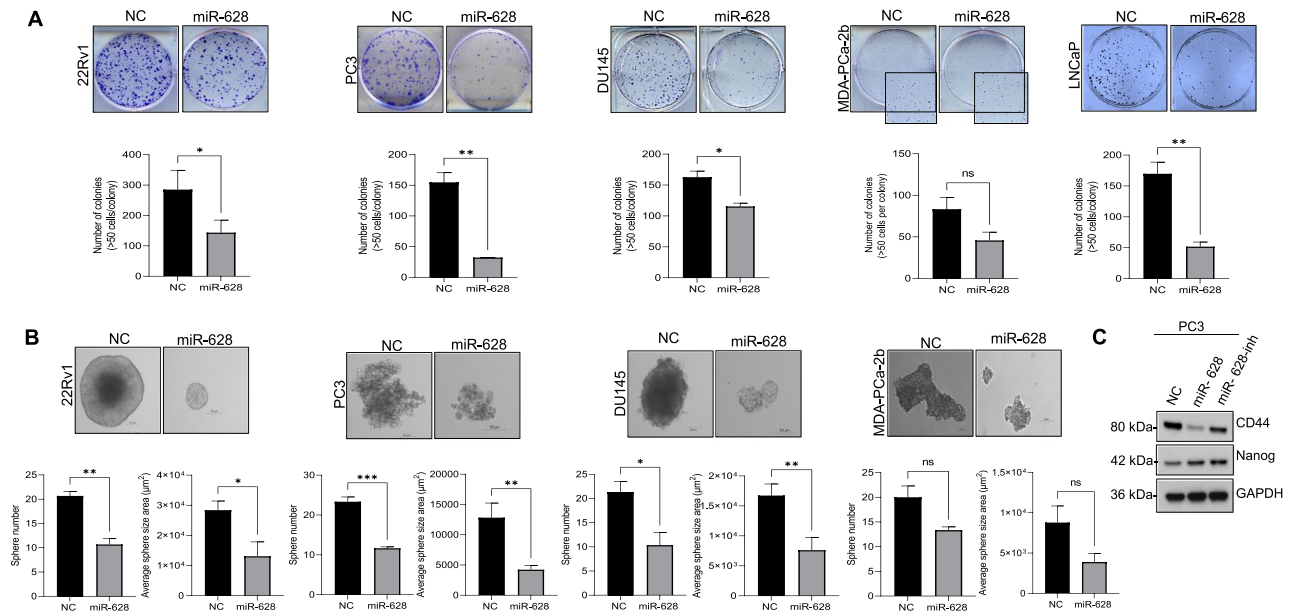 A
NC miR-628
22Rv1
NC miR-628
PC3
NC miR-628
DU145
NC miR-628
MDA-PCa-2b
NC miR-628
LNCaP
Number of colonies
(>50 cells/colony)
400
300
200
100
0
*
NC miR-628
Number of colonies
(>50 cells/colony)
200
150
100
50
0
**
NC miR-628
Number of colonies
(>50 cells/colony)
200
150
100
50
0
*
NC miR-628
Number of colonies
(>50 cells per colony)
150
100
50
0
ns
NC miR-628
Number of colonies
(>50 cells/colony)
200
150
100
50
0
**
NC miR-628
B
NC miR-628
22Rv1
NC miR-628
PC3
NC miR-628
DU145
NC miR-628
MDA-PCa-2b
Sphere number
25
20
15
10
5
0
**
NC miR-628
Average sphere size area (µm²)
5×10⁴
4×10⁴
3×10⁴
2×10⁴
1×10⁴
0
*
NC miR-628
Sphere number
30
20
10
0
***
NC miR-628
Average sphere size area (µm²)
20000
15000
10000
5000
0
**
NC miR-628
Sphere number
25
20
15
10
5
0
*
NC miR-628
Average sphere size area (µm²)
2×10⁴
2×10⁴
1×10⁴
5×10³
0
**
NC miR-628
Sphere number
25
20
15
10
5
0
ns
NC miR-628
Average sphere size area (µm²)
1.5×10⁴
1×10⁴
5×10³
0
ns
NC miR-628
C
PC3
NC miR- 628 miR- 628-inh
80 kDa CD44
42 kDa Nanog
36 kDa GAPDH